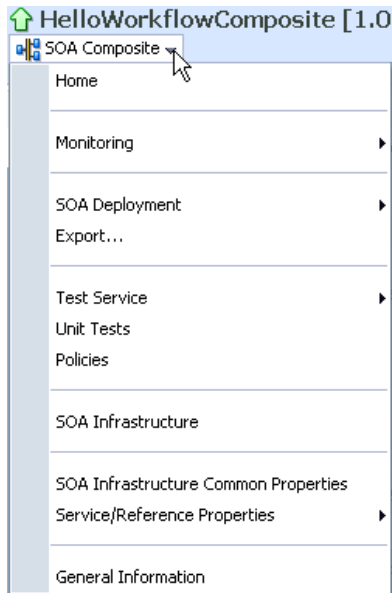 HelloWorkflowComposite [1.0
SOA Composite
Home
Monitoring
SOA Deployment
Export...
Test Service
Unit Tests
Policies
SOA Infrastructure
SOA Infrastructure Common Properties
Service/Reference Properties
General Information